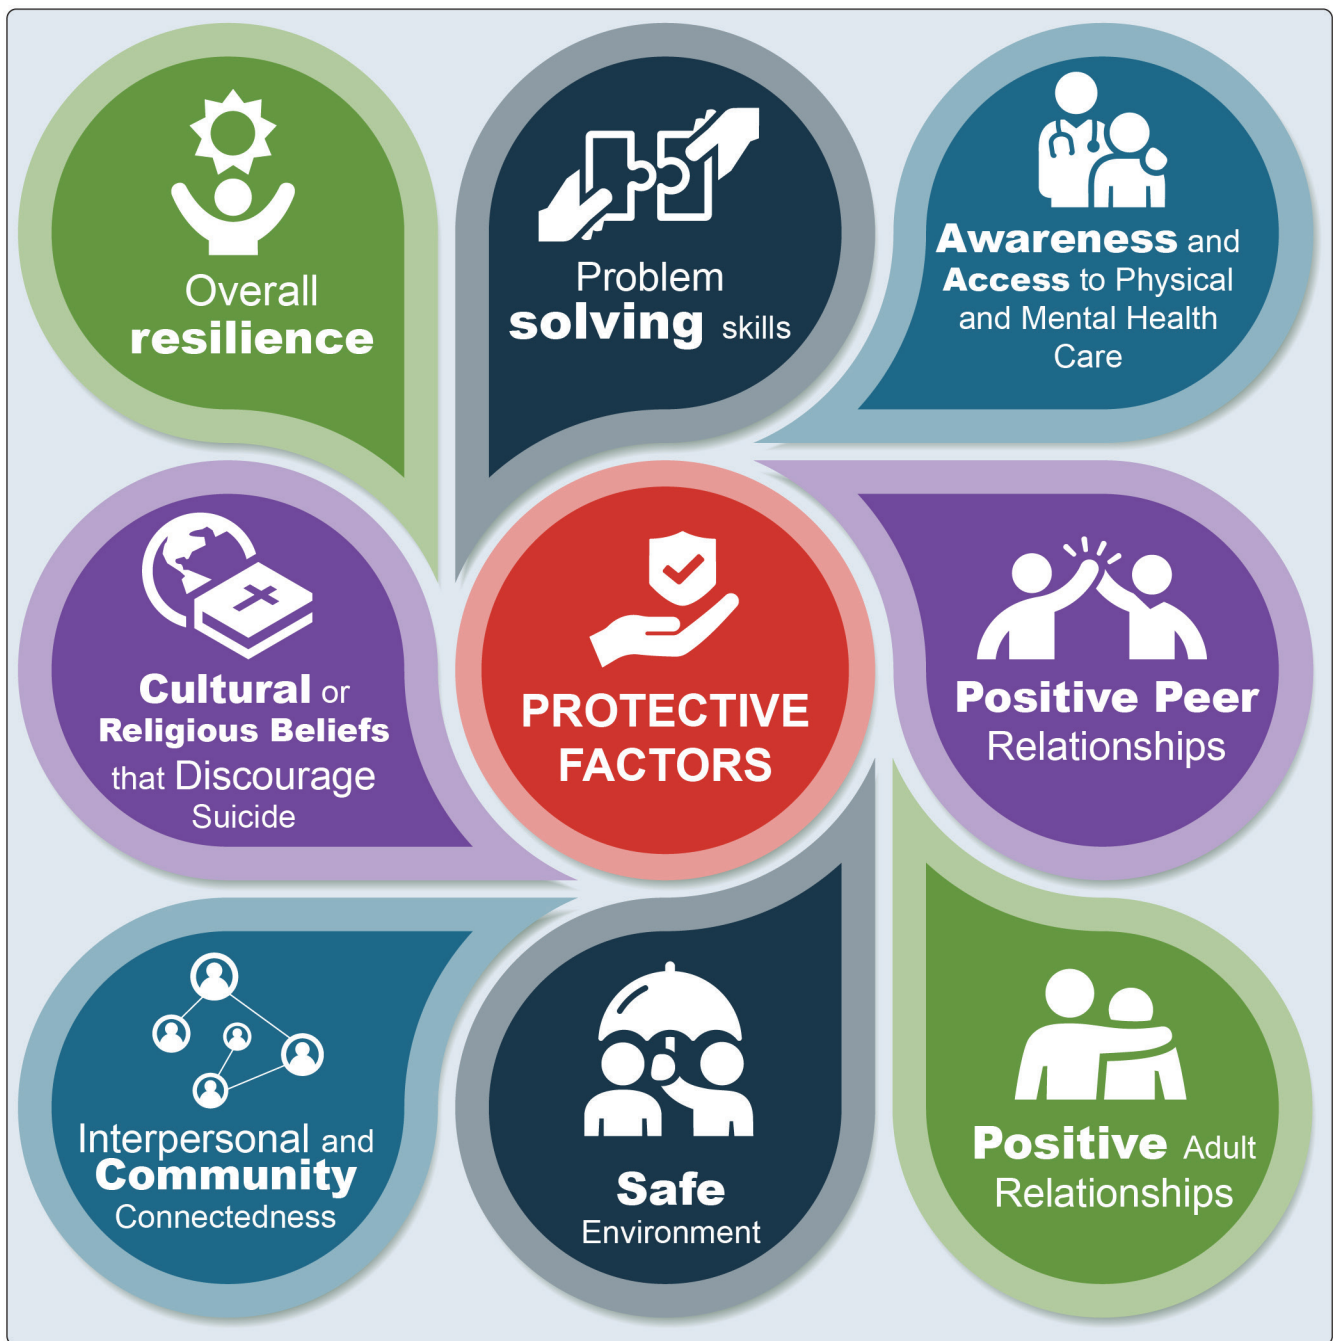 Overall
resilience
Problem
solving skills
Awareness and
Access to Physical
and Mental Health
Care
Cultural or
Religious Beliefs
that Discourage
Suicide
PROTECTIVE
FACTORS
Positive Peer
Relationships
Interpersonal and
Community
Connectedness
Safe
Environment
Positive Adult
Relationships